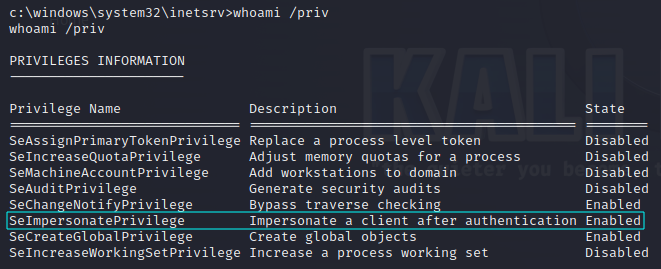 c:\windows\system32\inetsrv>whoami /priv
whoami /priv
PRIVILEGES INFORMATION
Privilege Name Description State
SeAssignPrimaryTokenPrivilege Replace a process level token Disabled
SeIncreaseQuotaPrivilege Adjust memory quotas for a process Disabled
SeMachineAccountPrivilege Add workstations to domain Disabled
SeAuditPrivilege Generate security audits Disabled
SeChangeNotifyPrivilege Bypass traverse checking Enabled
SeImpersonatePrivilege Impersonate a client after authentication Enabled
SeCreateGlobalPrivilege Create global objects Enabled
SeIncreaseWorkingSetPrivilege Increase a process working set Disabled
KALI